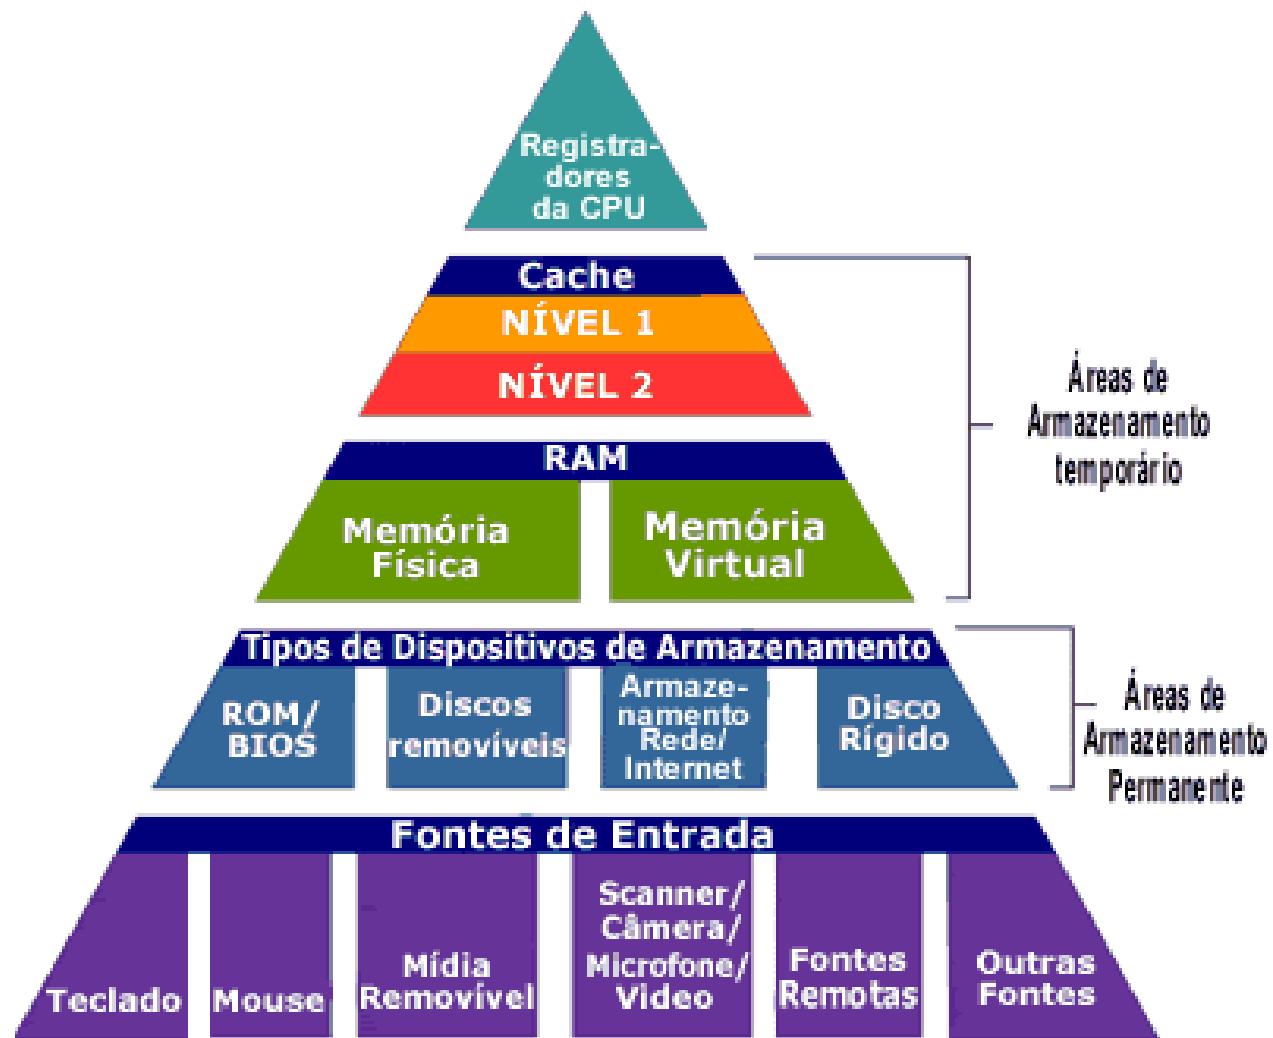 Registra-
dores
da CPU
Cache
NÍVEL 1
NÍVEL 2
RAM
Memória
Física
Memória
Virtual
Áreas de
Armazenamento
temporário
Tipos de Dispositivos de Armazenamento
ROM/
BIOS
Discos
removíveis
Armaze-
namento
Rede/
Internet
Disco
Rígido
Áreas de
Armazenamento
Permanente
Fontes de Entrada
Teclado
Mouse
Mídia
Removível
Scanner/
Câmera/
Microfone/
Video
Fontes
Remotas
Outras
Fontes